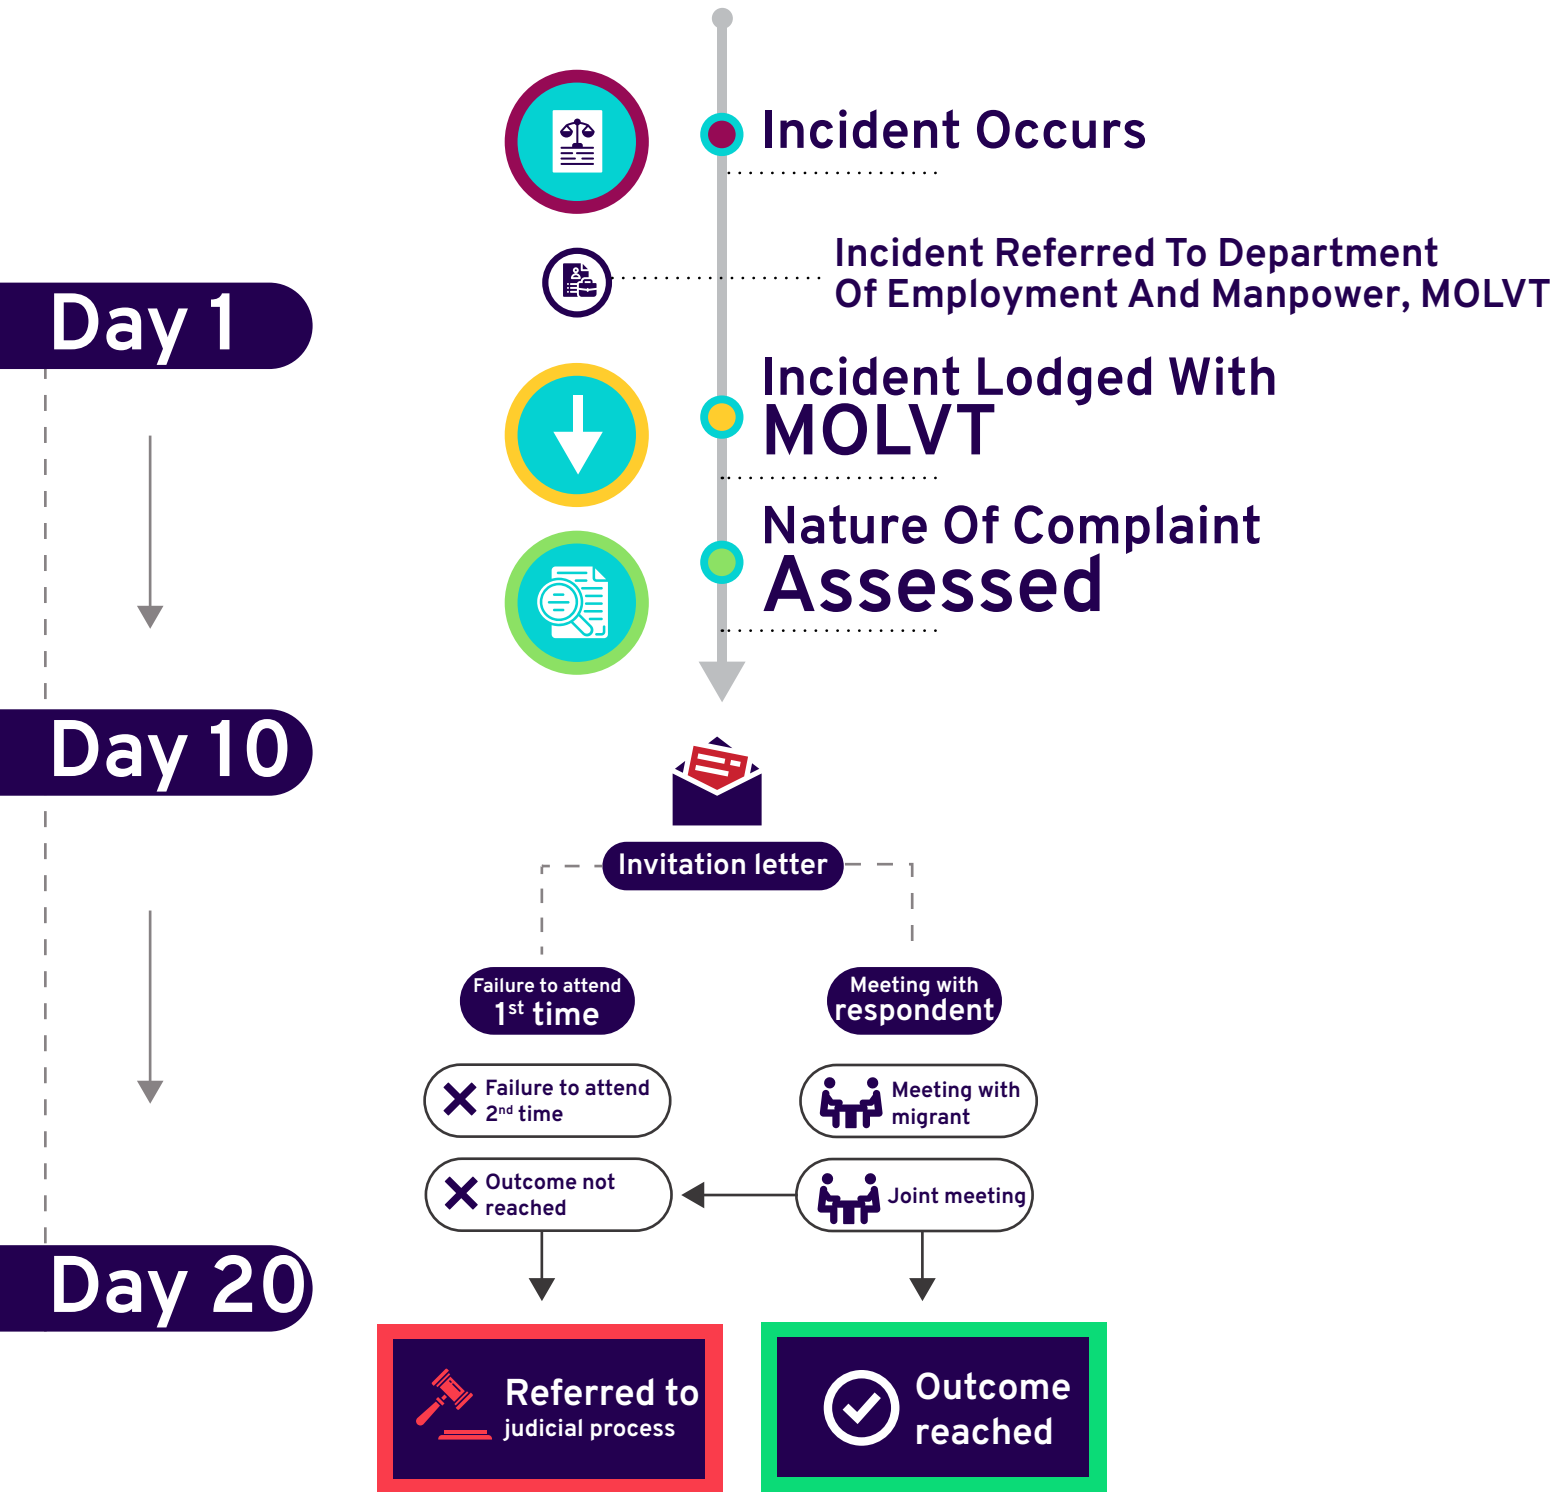 Incident Occurs
Incident Referred To Department
Of Employment And Manpower, MOLVT
Day 1
Incident Lodged With
MOLVT
Nature Of Complaint
Assessed
Day 10
Invitation letter
Failure to attend
1st time
Meeting with
respondent
Failure to attend
2nd time
Meeting with
migrant
Outcome not
reached
Joint meeting
Day 20
Referred to
judicial process
Outcome
reached